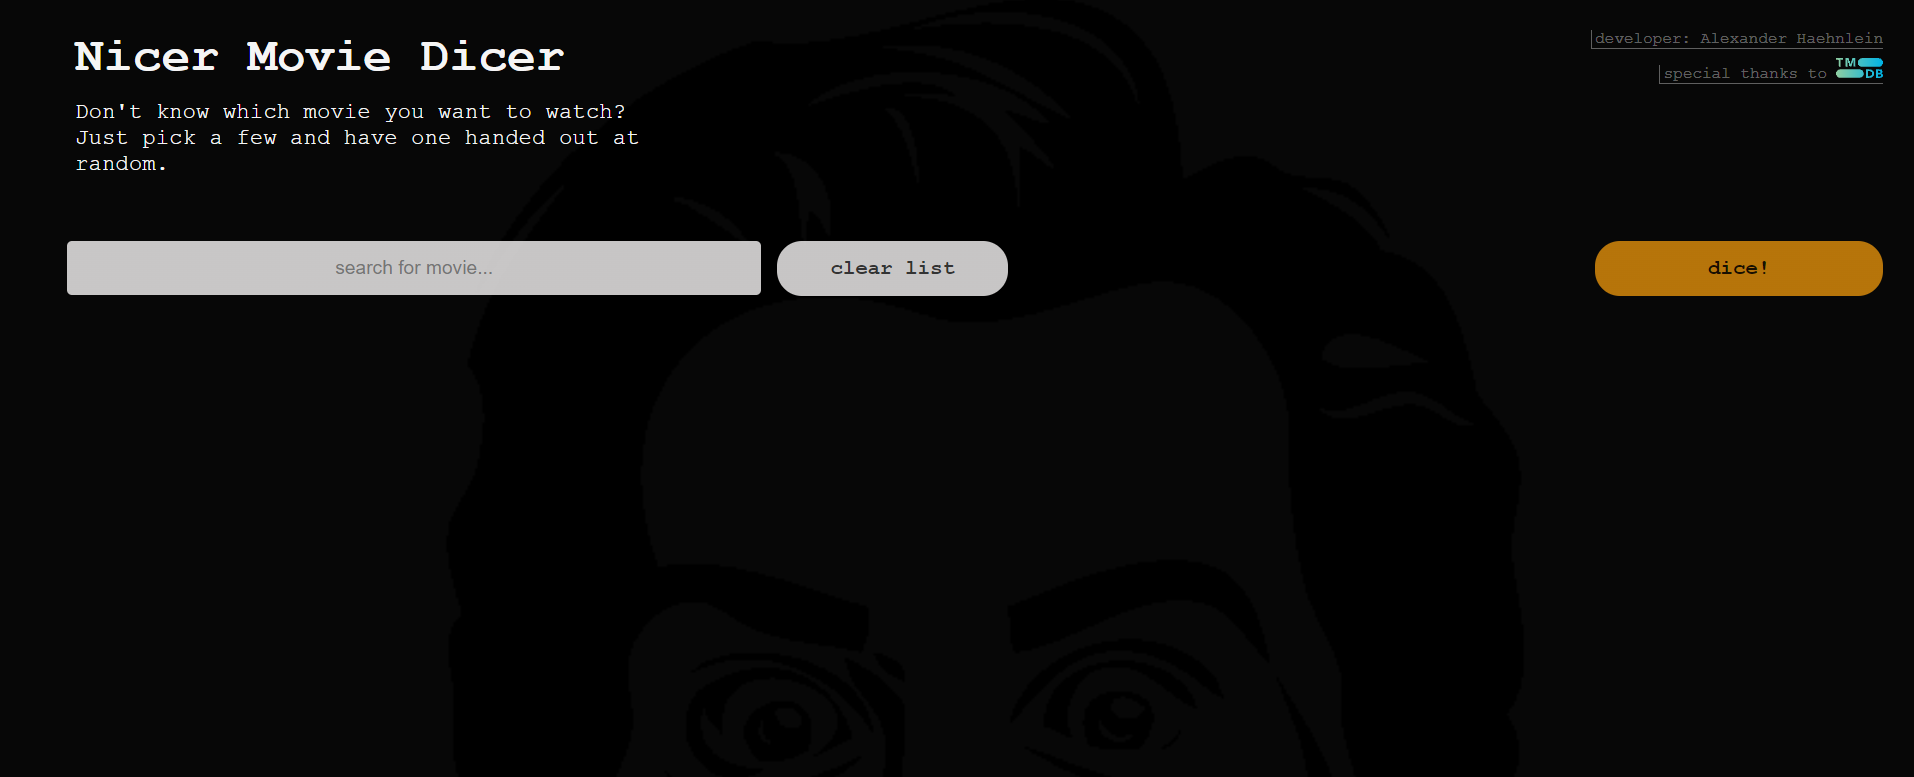 Nicer Movie Dicer
developer: Alexander Haehnlein
special thanks to TMDB
Don't know which movie you want to watch?
Just pick a few and have one handed out at
random.
search for movie...
clear list
dice!